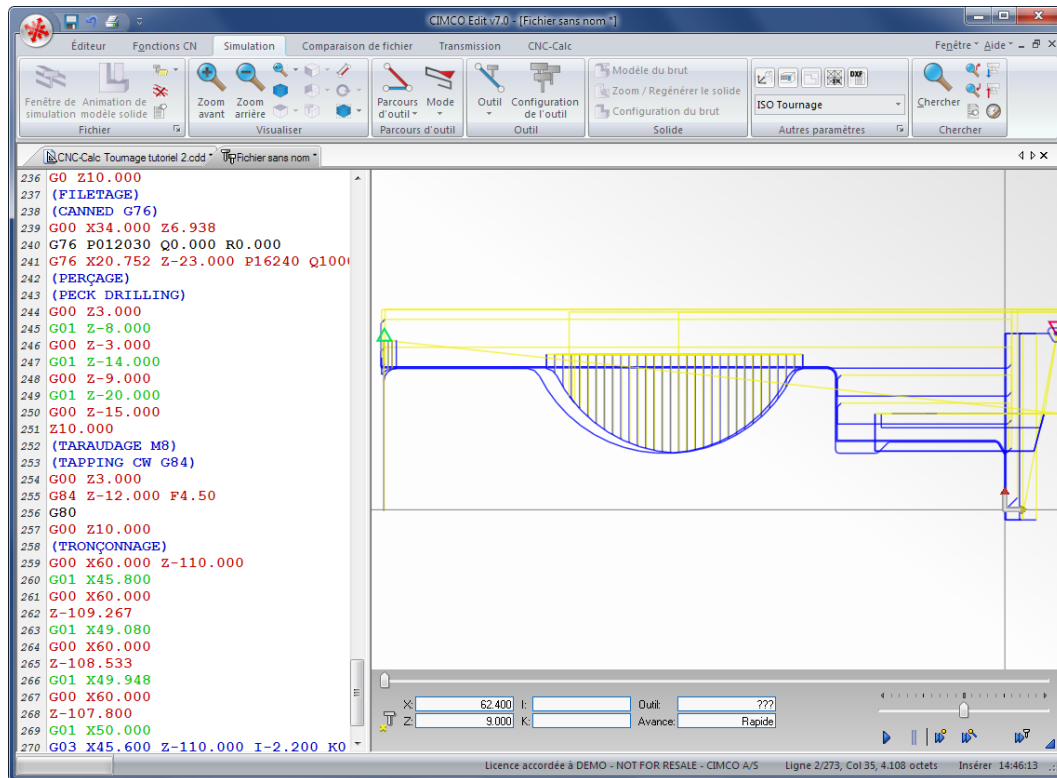 CIMCO Edit v7.0 - [Fichier sans nom *]
Éditeur Fonctions CN Simulation Comparaison de fichier Transmission CNC-Calc Fenêtre Aide
Fenêtre de simulation
Animation de modèle solide
Fichier
Zoom avant
Zoom arrière
Visualiser
Parcours d'outil
Mode
Parcours d'outil
Outil
Configuration de l'outil
Outil
Modèle du brut
Zoom / Regénérer le solide
Configuration du brut
Solide
DXF
ISO Tournage
Autres paramètres
Chercher
Chercher
CNC-Calc Tournage tutoriel 2.cdd * Fichier sans nom *
236 G0 Z10.000
237 (FILETAGE)
238 (CANNED G76)
239 G00 X34.000 Z6.938
240 G76 P012030 Q0.000 R0.000
241 G76 X20.752 Z-23.000 P16240 Q100
242 (PERÇAGE)
243 (PECK DRILLING)
244 G00 Z3.000
245 G01 Z-8.000
246 G00 Z-3.000
247 G01 Z-14.000
248 G00 Z-9.000
249 G01 Z-20.000
250 G00 Z-15.000
251 Z10.000
252 (TARAUDAGE M8)
253 (TAPPING CW G84)
254 G00 Z3.000
255 G84 Z-12.000 F4.50
256 G80
257 G00 Z10.000
258 (TRONÇONNAGE)
259 G00 X60.000 Z-110.000
260 G01 X45.800
261 G00 X60.000
262 Z-109.267
263 G01 X49.080
264 G00 X60.000
265 Z-108.533
266 G01 X49.948
267 G00 X60.000
268 Z-107.800
269 G01 X50.000
270 G03 X45.600 Z-110.000 I-2.200 K0
X: 62.400 I: Outil: ???
Z: 9.000 K: Avance: Rapide
Licence accordée à DEMO - NOT FOR RESALE - CIMCO A/S Ligne 2/273, Col 35, 4.108 octets Insérer 14:46:13